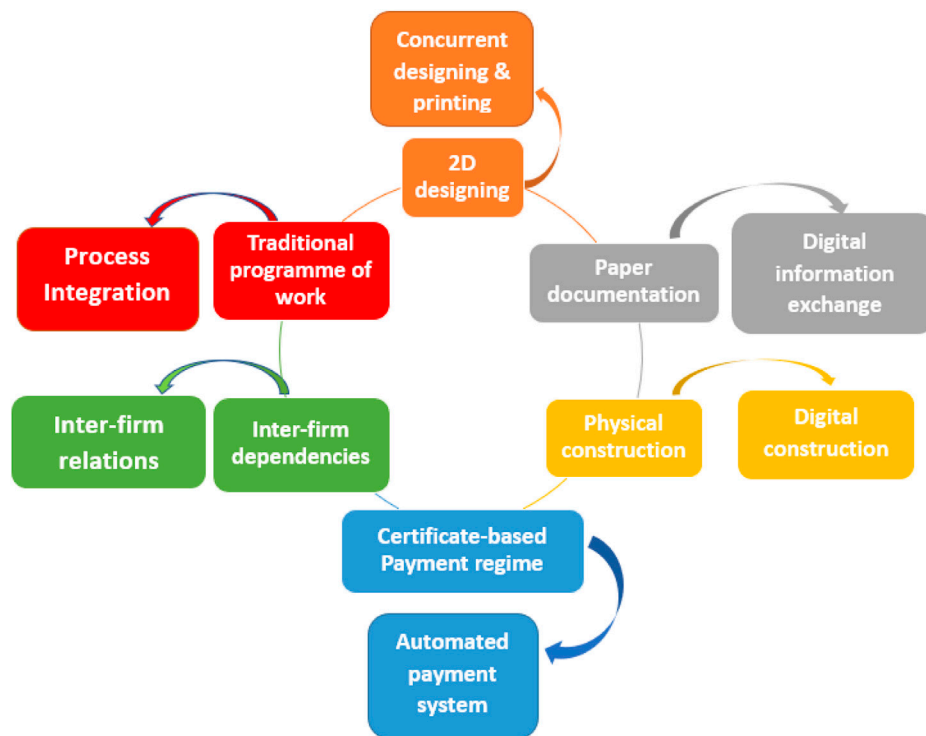 Concurrent
designing &
printing
2D
designing
Process
Integration
Traditional
programme of
work
Paper
documentation
Digital
information
exchange
Inter-firm
relations
Inter-firm
dependencies
Physical
construction
Digital
construction
Certificate-based
Payment regime
Automated
payment
system